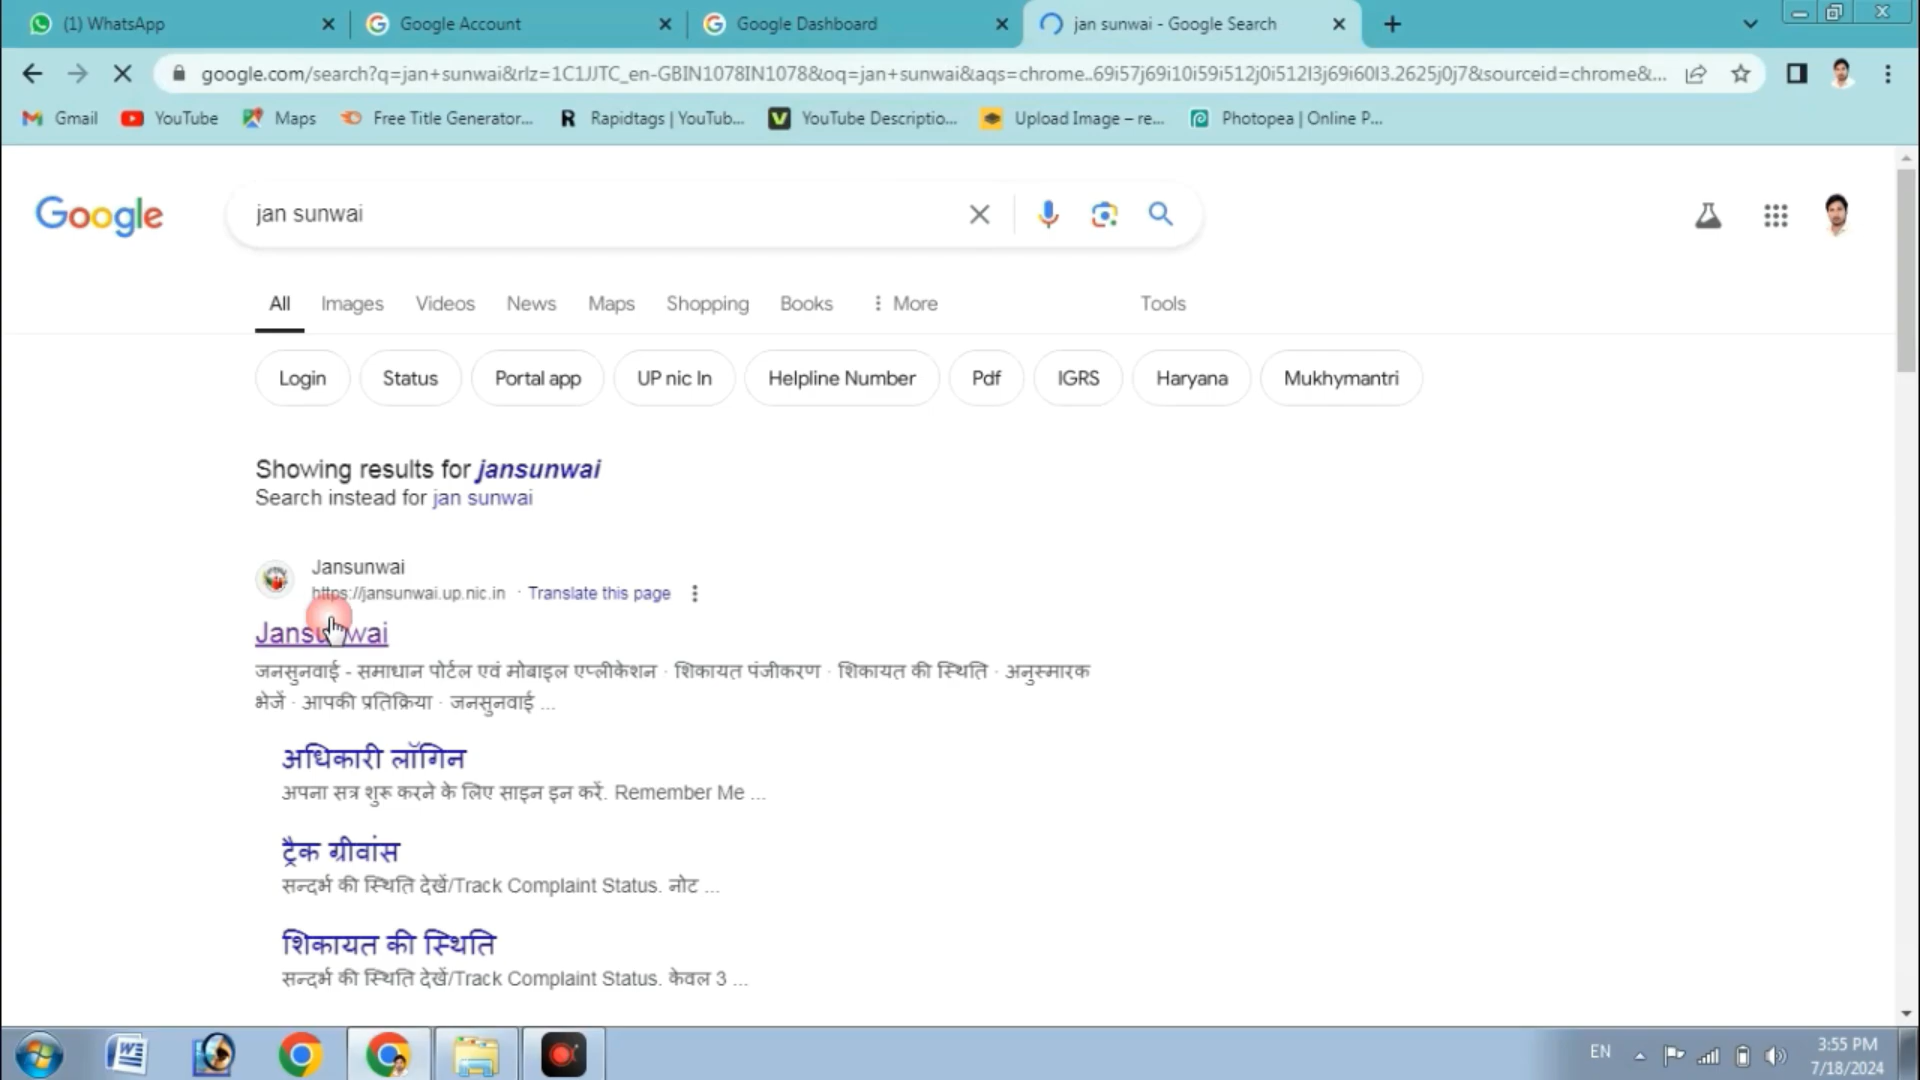 (1) WhatsApp
Google Account
Google Dashboard
jan sunwai - Google Search
google.com/search?q=jan+sunwai&rlz=1C1JJTC_en-GBIN1078IN1078&oq=jan+sunwai&aqs=chrome..69i57j69i10i59i512j0i512l3j69i60l3.2625j0j7&sourceid=chrome&...
Gmail
YouTube
Maps
Free Title Generator...
Rapidtags | YouTub...
YouTube Descriptio...
Upload Image – re...
Photopea | Online P...
Google
jan sunwai
All Images Videos News Maps Shopping Books More Tools
Login Status Portal app UP nic In Helpline Number Pdf IGRS Haryana Mukhymantri
Showing results for jansunwai
Search instead for jan sunwai
Jansunwai
https://jansunwai.up.nic.in · Translate this page
Jansunwai
जनसुनवाई - समाधान पोर्टल एवं मोबाइल एप्लीकेशन · शिकायत पंजीकरण · शिकायत की स्थिति · अनुस्मारक
भेजें · आपकी प्रतिक्रिया · जनसुनवाई ...
अधिकारी लॉगिन
अपना सत्र शुरू करने के लिए साइन इन करें. Remember Me ...
ट्रैक ग्रीवांस
सन्दर्भ की स्थिति देखें/Track Complaint Status. नोट ...
शिकायत की स्थिति
सन्दर्भ की स्थिति देखें/Track Complaint Status. केवल 3 ...
EN
3:55 PM
7/18/2024